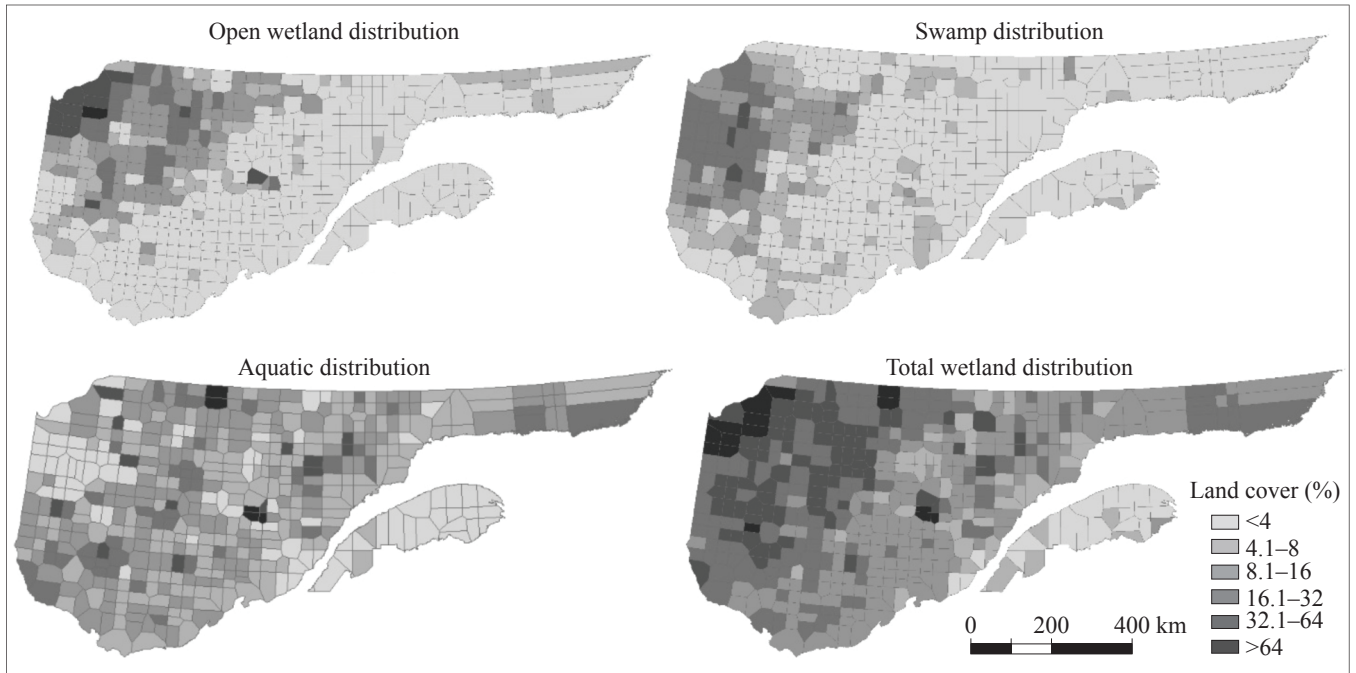 Open wetland distribution
Swamp distribution
Aquatic distribution
Total wetland distribution
Land cover (%)
<4
4.1–8
8.1–16
16.1–32
32.1–64
>64
0 200 400 km